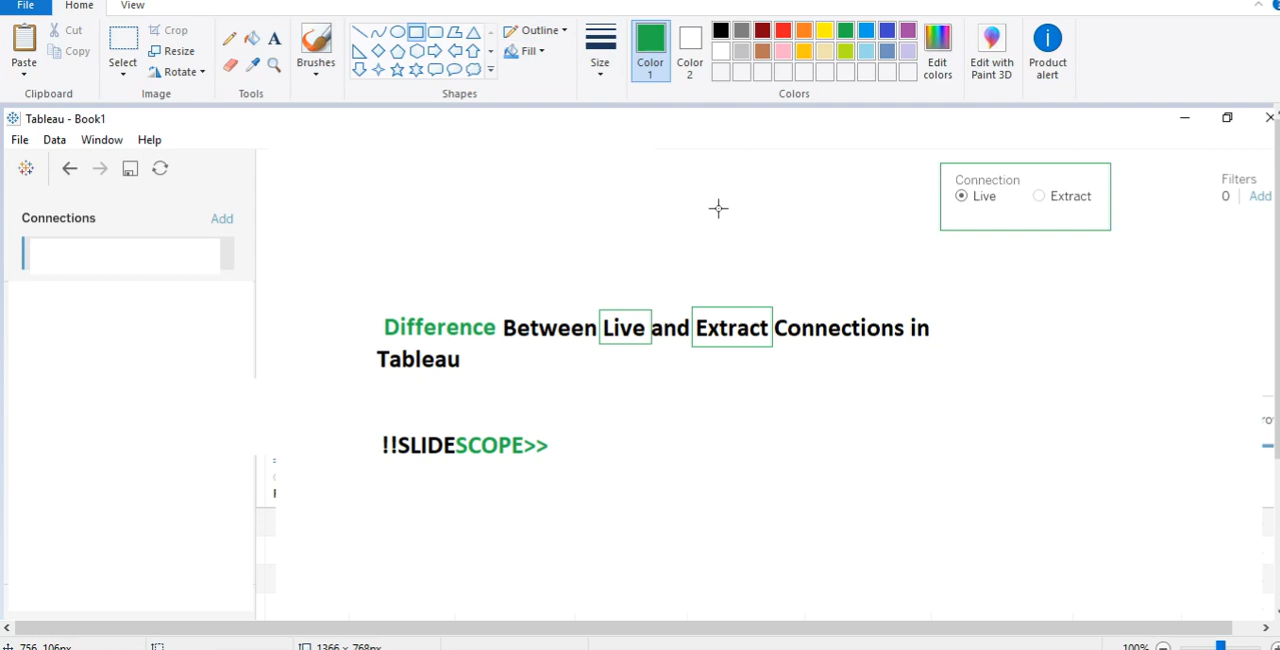 File Home View
Paste Cut Copy
Clipboard
Select Crop Resize Rotate
Image
A
Tools
Brushes
Outline
Fill
Shapes
Size
Color 1
Color 2
Edit colors
Colors
Edit with Paint 3D
Product alert
Tableau - Book1
File Data Window Help
Connections Add
Connection
Live Extract
Filters
0 Add
Difference Between Live and Extract Connections in
Tableau
!!SLIDESCOPE>>
756, 106px
1366 × 768px
100%